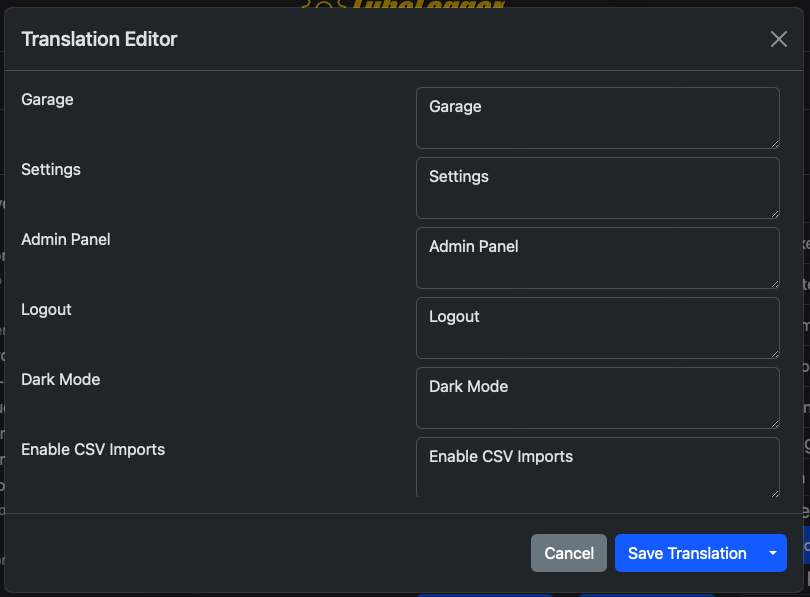 LubeLogger
Translation Editor
Garage
Garage
Settings
Settings
Admin Panel
Admin Panel
Logout
Logout
Dark Mode
Dark Mode
Enable CSV Imports
Enable CSV Imports
Cancel
Save Translation